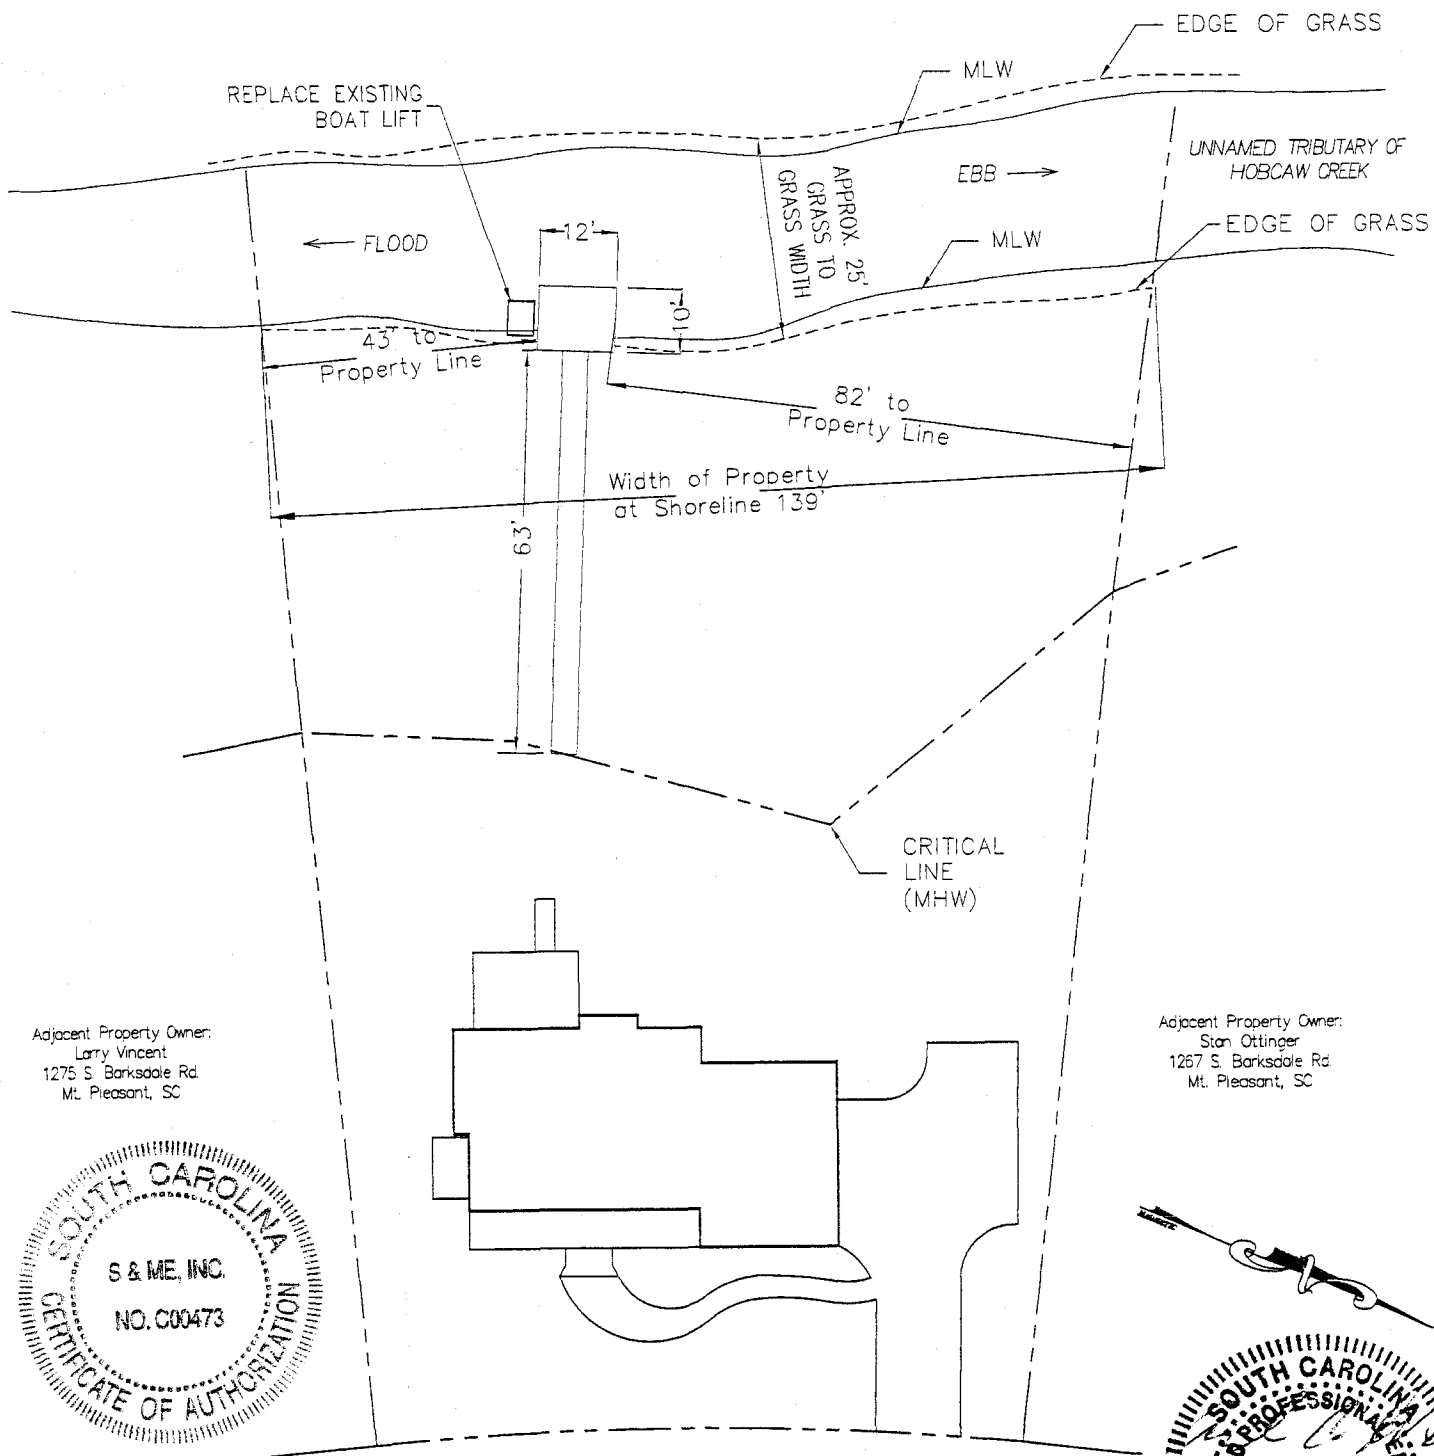 EDGE OF GRASS
MLW
REPLACE EXISTING
BOAT LIFT
UNNAMED TRIBUTARY OF
HOBCAW CREEK
EBB
APPROX. 25'
GRASS TO
GRASS WIDTH
EDGE OF GRASS
FLOOD
12'
MLW
10'
43' to
Property Line
82' to
Property Line
Width of Property
at Shoreline 139'
63'
CRITICAL
LINE
(MHW)
Adjacent Property Owner:
Larry Vincent
1275 S. Barksdale Rd.
Mt. Pleasant, SC
Adjacent Property Owner:
Stan Ottinger
1267 S. Barksdale Rd.
Mt. Pleasant, SC
SOUTH CAROLINA
S & ME, INC.
NO. C00473
CERTIFICATE OF AUTHORIZATION
SOUTH CAROLINA
PROFESSIONAL